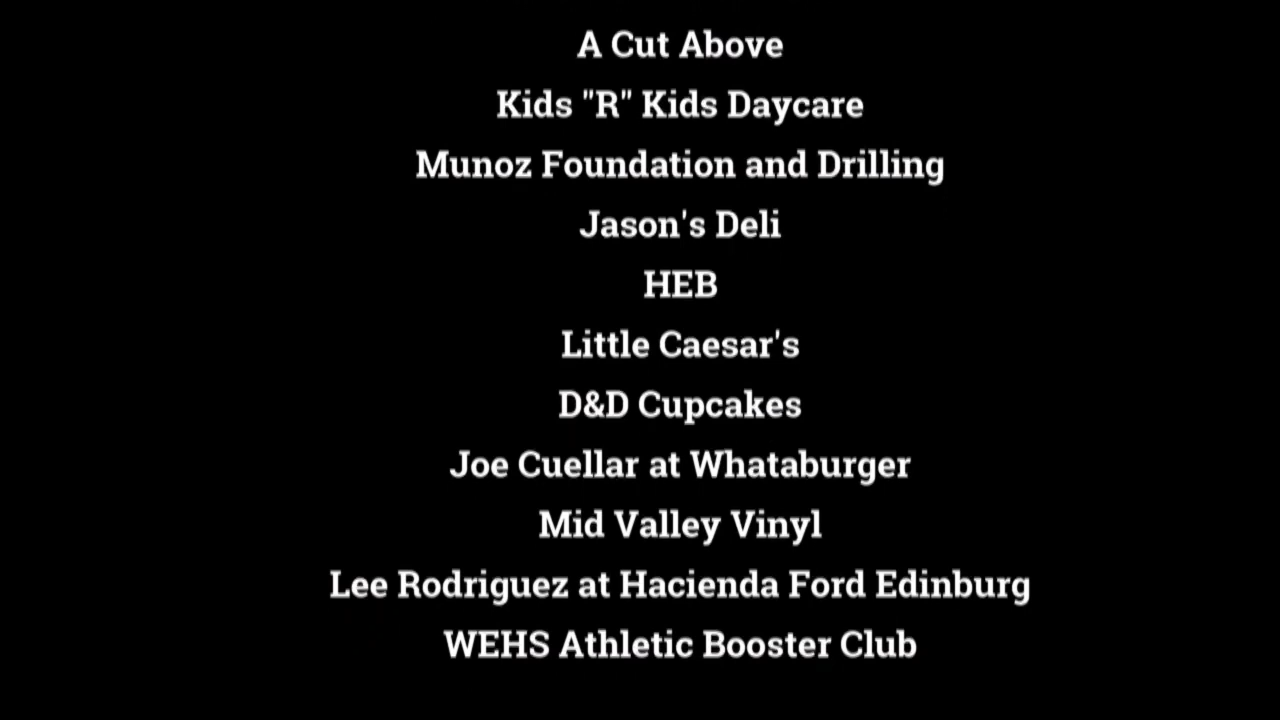 A Cut Above
Kids "R" Kids Daycare
Munoz Foundation and Drilling
Jason's Deli
HEB
Little Caesar's
D&D Cupcakes
Joe Cuellar at Whataburger
Mid Valley Vinyl
Lee Rodriguez at Hacienda Ford Edinburg
WEHS Athletic Booster Club